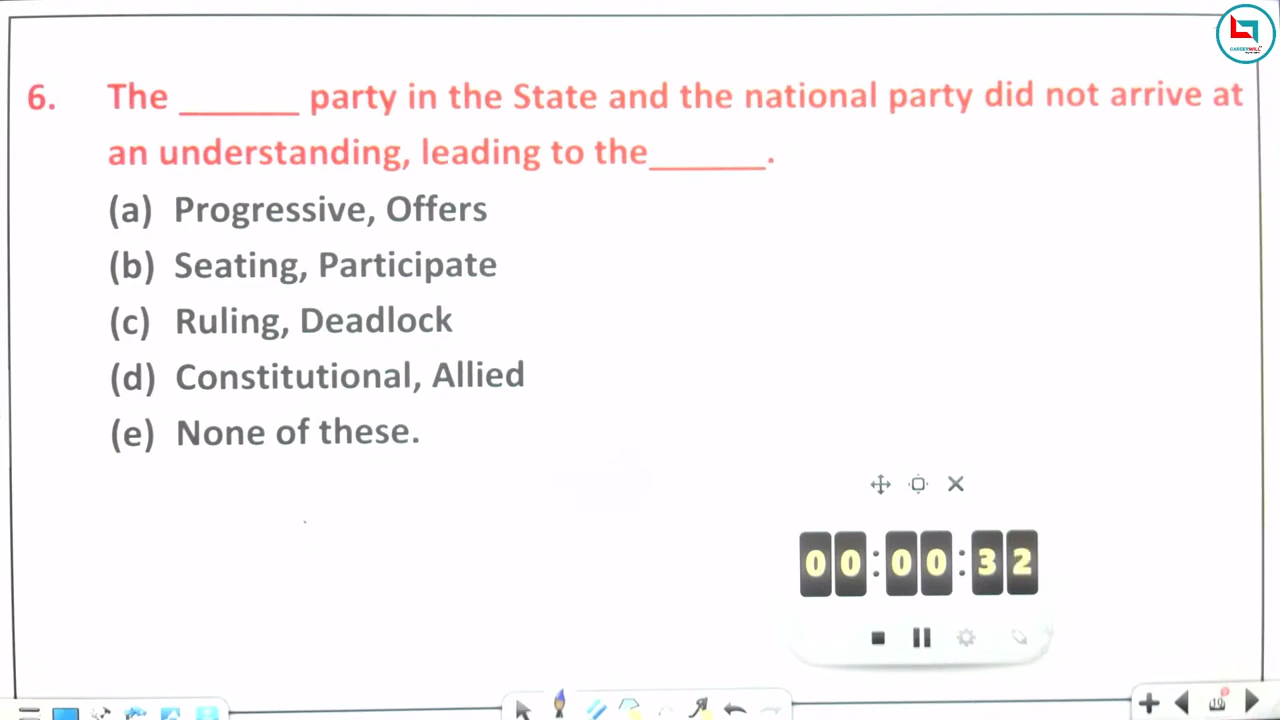 CAREERWILL
6. The _______ party in the State and the national party did not arrive at
an understanding, leading to the_______.
(a) Progressive, Offers
(b) Seating, Participate
(c) Ruling, Deadlock
(d) Constitutional, Allied
(e) None of these.
00:00:32